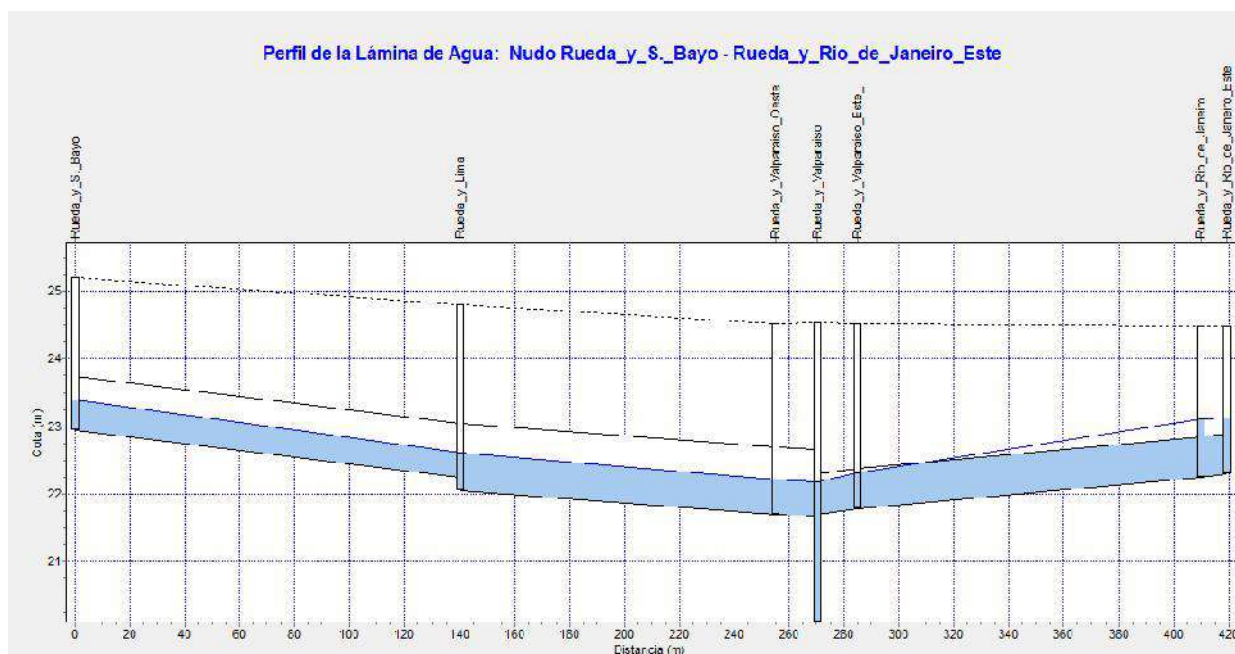 Perfil de la Lámina de Agua: Nudo Rueda_y_S._Bayo - Rueda_y_Rio_de_Janeiro_Este
Rueda_y_S._Bayo
Rueda_y_Lima
Rueda_y_Valparaiso_Oeste
Rueda_y_Valparaiso
Rueda_y_Valparaiso_Este_
Rueda_y_Rio_de_Janeiro
Rueda_y_Rio_de_Janeiro_Este
Cota (m)
25
24
23
22
21
0 20 40 60 80 100 120 140 160 180 200 220 240 260 280 300 320 340 360 380 400 420
Distancia (m)